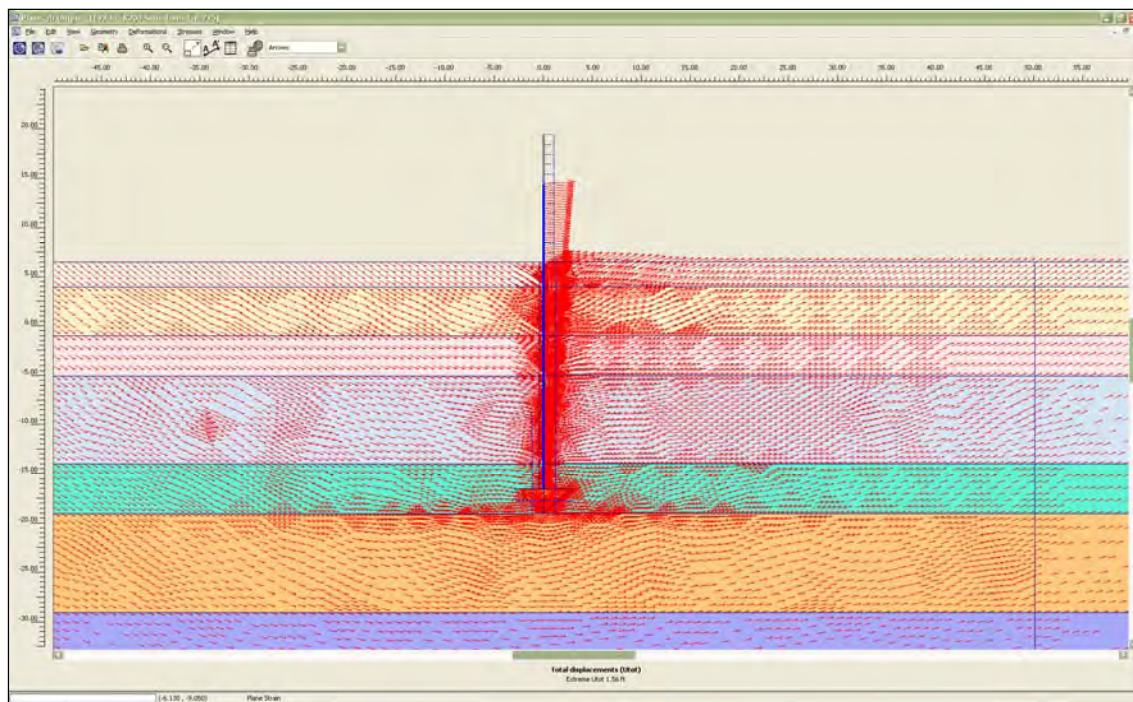 File Edit View Geometry Deformations Stresses Window Help
Arrows
-45.00 -40.00 -35.00 -30.00 -25.00 -20.00 -15.00 -10.00 -5.00 0.00 5.00 10.00 15.00 20.00 25.00 30.00 35.00 40.00 45.00 50.00 55.00
20.00
15.00
10.00
5.00
0.00
-5.00
-10.00
-15.00
-20.00
-25.00
-30.00
Total displacements (Utot)
Extreme Utot 1.56 ft
(-6.130 , -9.050) Plane Strain